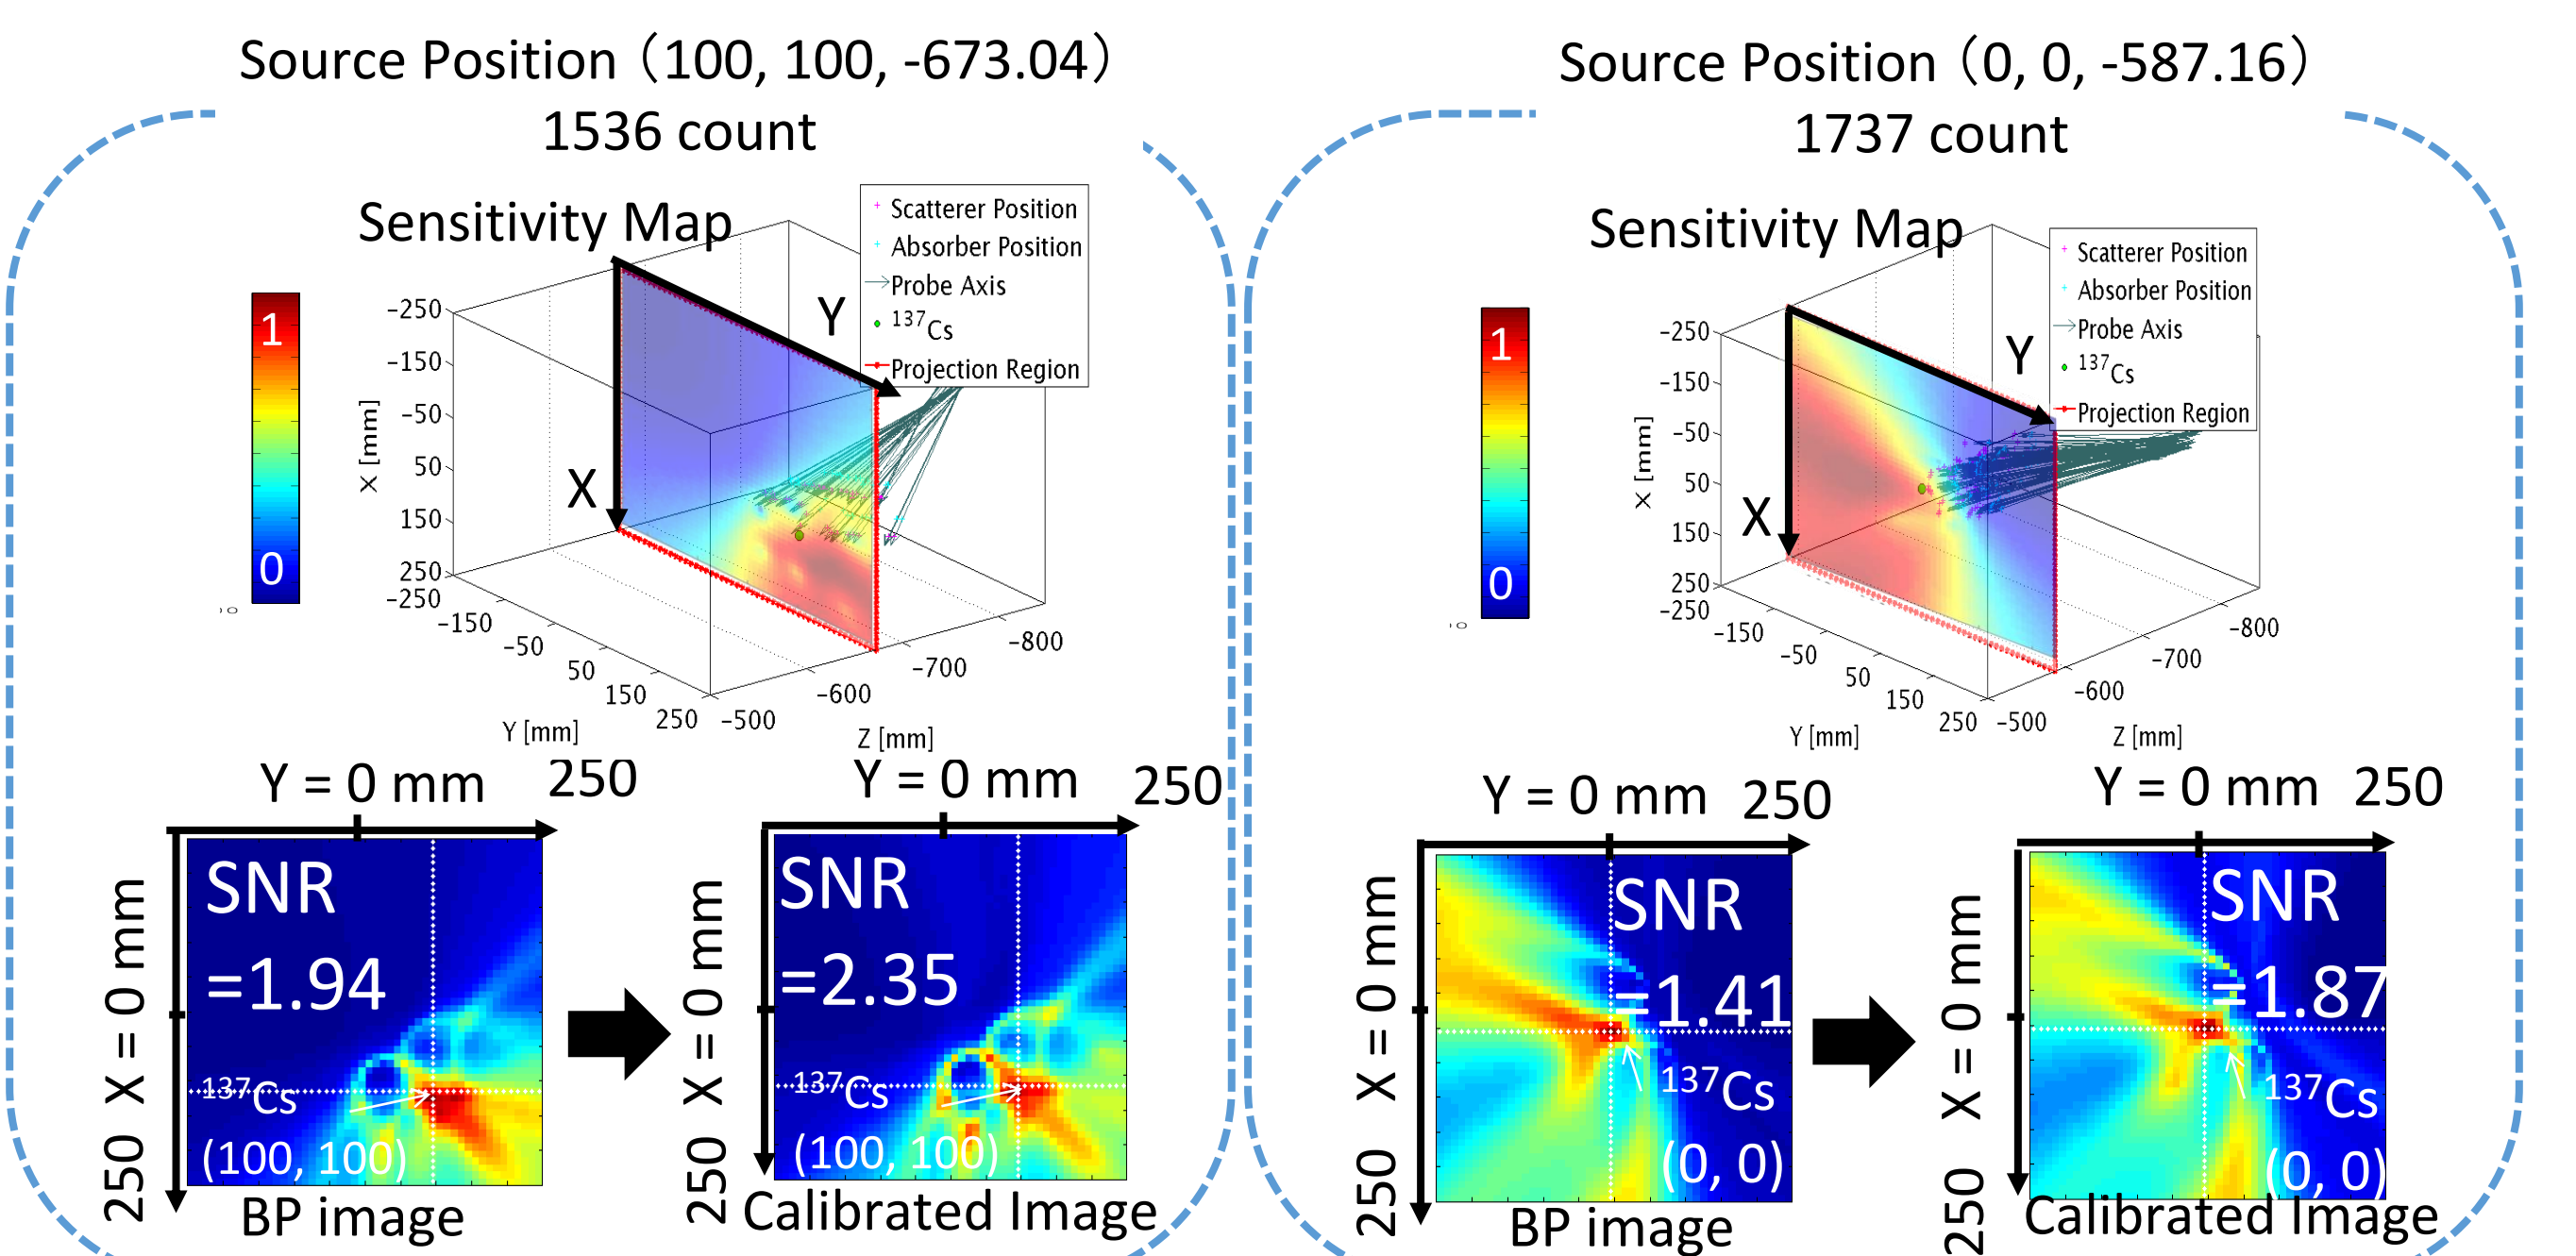 Source Position（100, 100, -673.04）
1536 count
Sensitivity Map
Scatterer Position
Absorber Position
Probe Axis
137Cs
Projection Region
1
0
X
Y
X [mm]
−250
−150
−50
50
150
250
−250
−150
−50
50
150
250
Y [mm]
−500
−600
−700
−800
Z [mm]
Y = 0 mm 250
X = 0 mm
250
SNR
=1.94
137Cs
(100, 100)
BP image
Y = 0 mm 250
X = 0 mm
250
SNR
=2.35
137Cs
(100, 100)
Calibrated Image
Source Position（0, 0, -587.16）
1737 count
Sensitivity Map
Scatterer Position
Absorber Position
Probe Axis
137Cs
Projection Region
1
0
X
Y
X [mm]
−250
−150
−50
50
150
250
−250
−150
−50
50
150
250
Y [mm]
−500
−600
−700
−800
Z [mm]
Y = 0 mm 250
X = 0 mm
250
SNR
=1.41
137Cs
(0, 0)
BP image
Y = 0 mm 250
X = 0 mm
250
SNR
=1.87
137Cs
(0, 0)
Calibrated Image